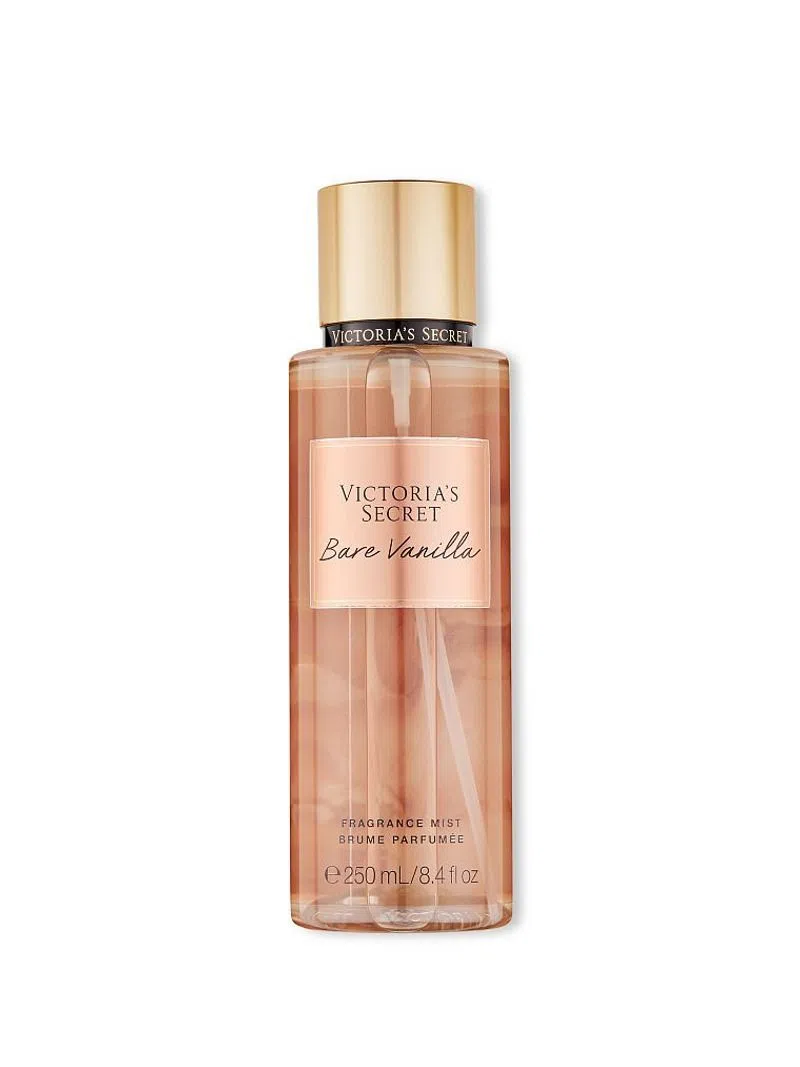 VICTORIA'S SECRET
VICTORIA'S
SECRET
Bare Vanilla
FRAGRANCE MIST
BRUME PARFUMÉE
℮250 mL/8.4 fl oz